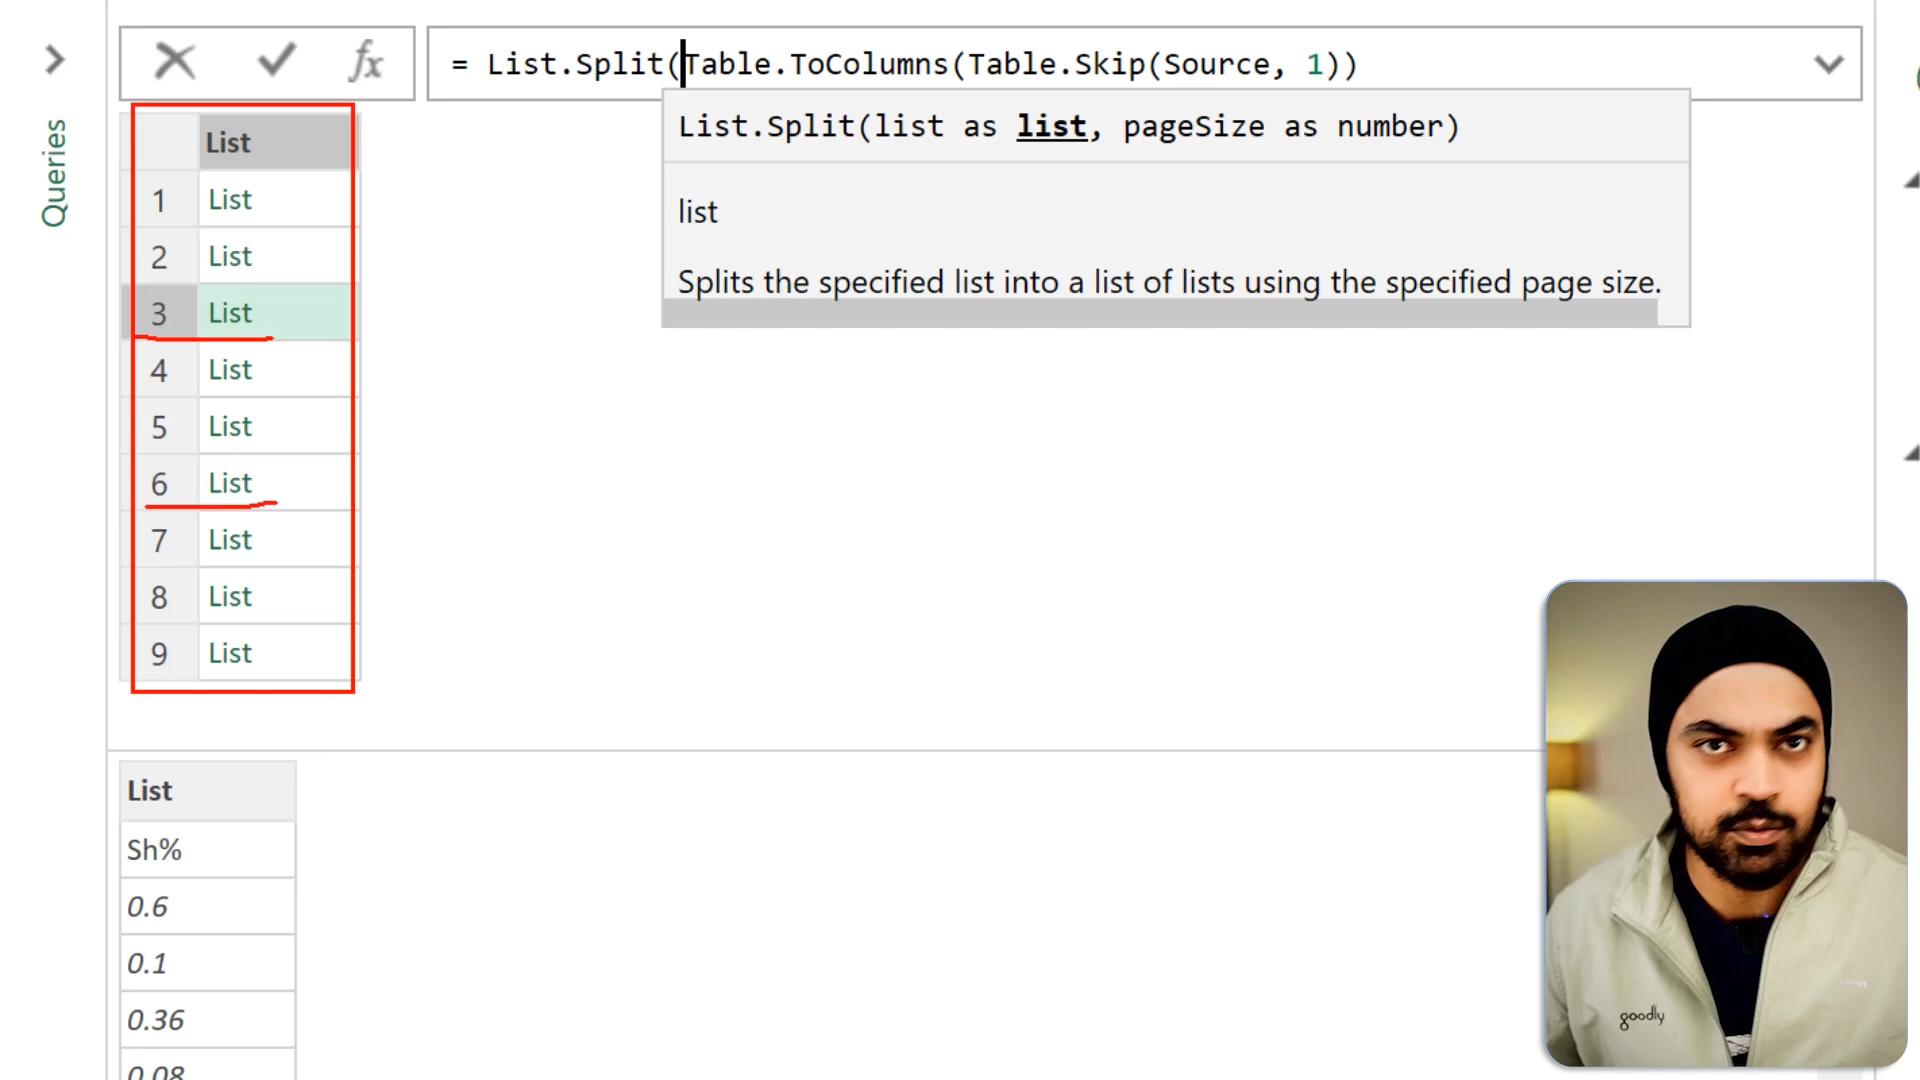 = List.Split(Table.ToColumns(Table.Skip(Source, 1))
List.Split(list as list, pageSize as number)
list
Splits the specified list into a list of lists using the specified page size.
Queries
fx
List
1 List
2 List
3 List
4 List
5 List
6 List
7 List
8 List
9 List
List
Sh%
0.6
0.1
0.36
0.08
goodly